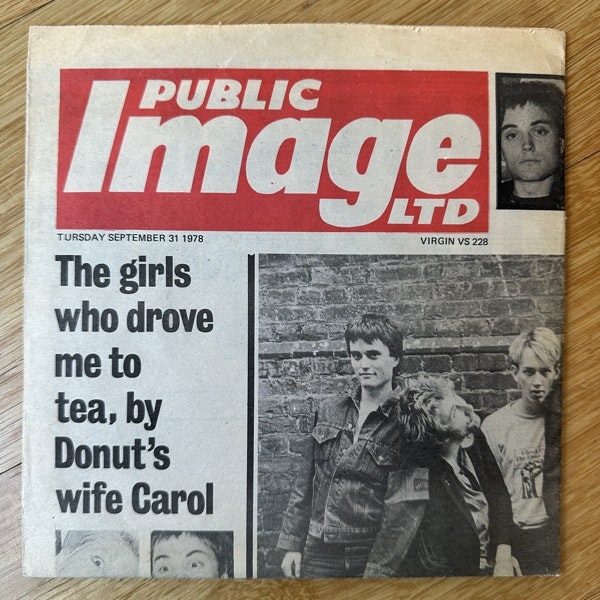 PUBLIC
Image
LTD
TURSDAY SEPTEMBER 31 1978
VIRGIN VS 228
The girls
who drove
me to
tea, by
Donut's
wife Carol